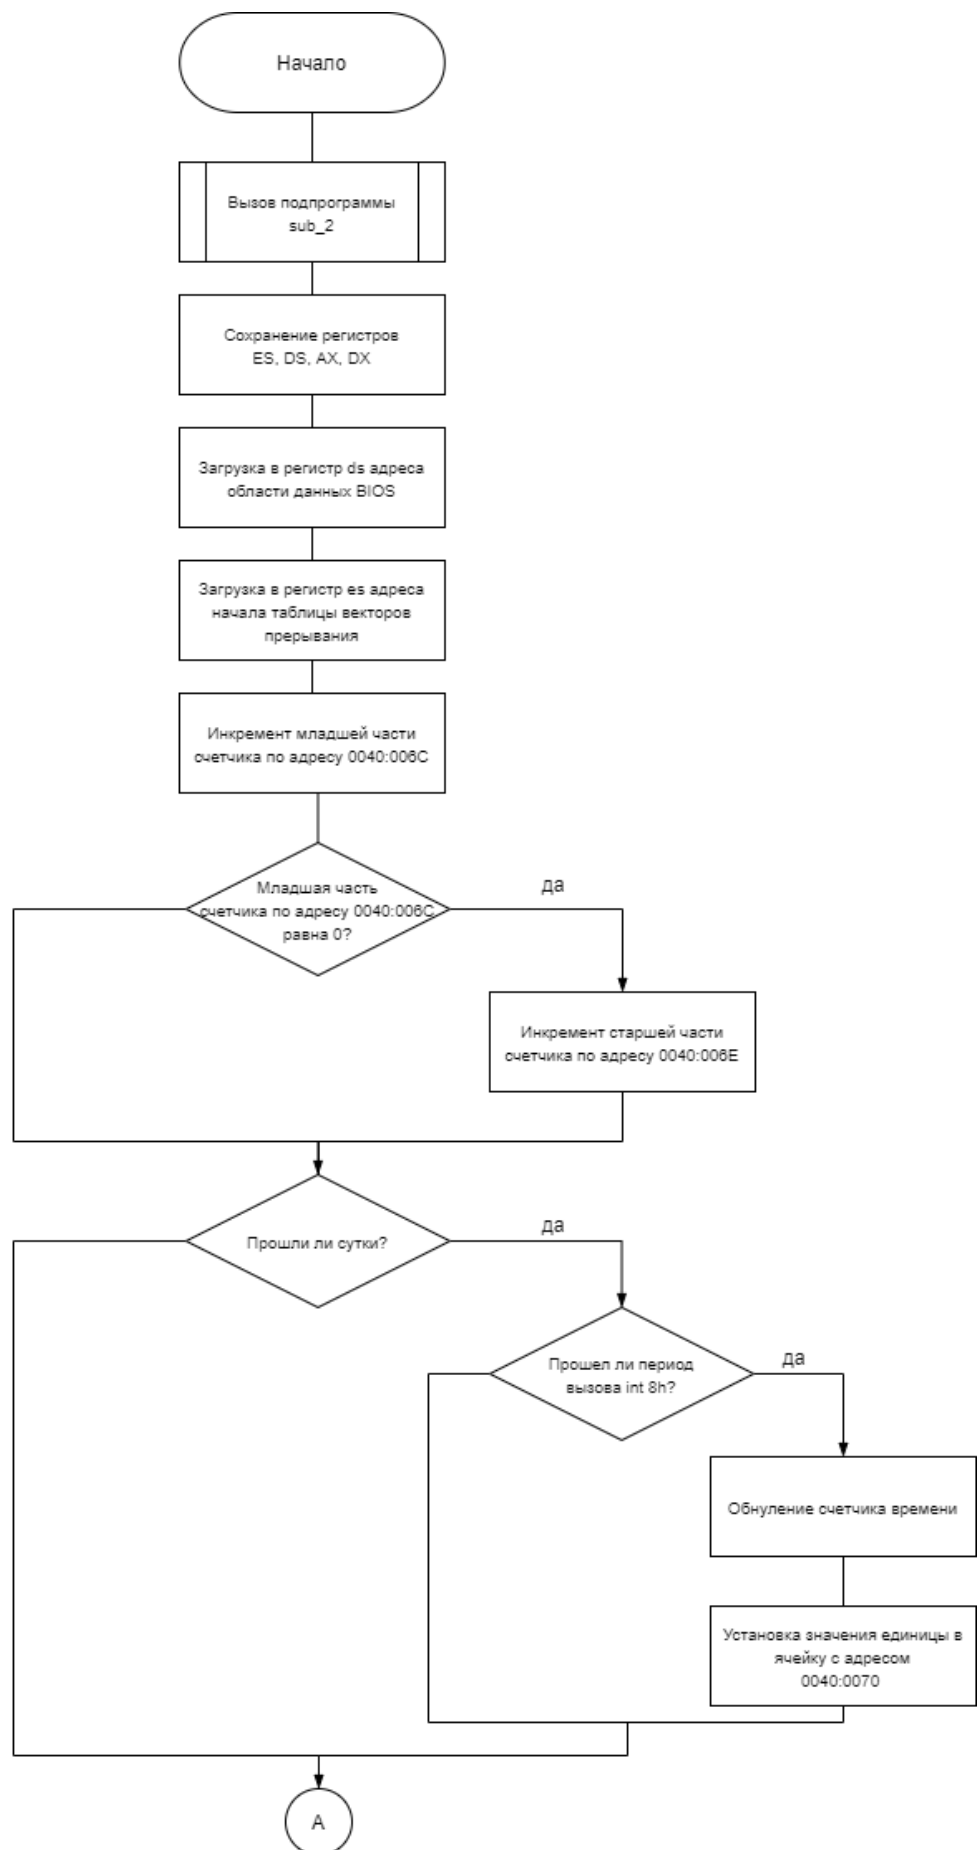 Начало
Вызов подпрограммы
sub_2
Сохранение регистров
ES, DS, AX, DX
Загрузка в регистр ds адреса
области данных BIOS
Загрузка в регистр es адреса
начала таблицы векторов
прерывания
Инкремент младшей части
счетчика по адресу 0040:006C
Младшая часть
счетчика по адресу 0040:006C
равна 0?
да
Инкремент старшей части
счетчика по адресу 0040:006E
Прошли ли сутки?
да
Прошел ли период
вызова int 8h?
да
Обнуление счетчика времени
Установка значения единицы в
ячейку с адресом
0040:0070
A